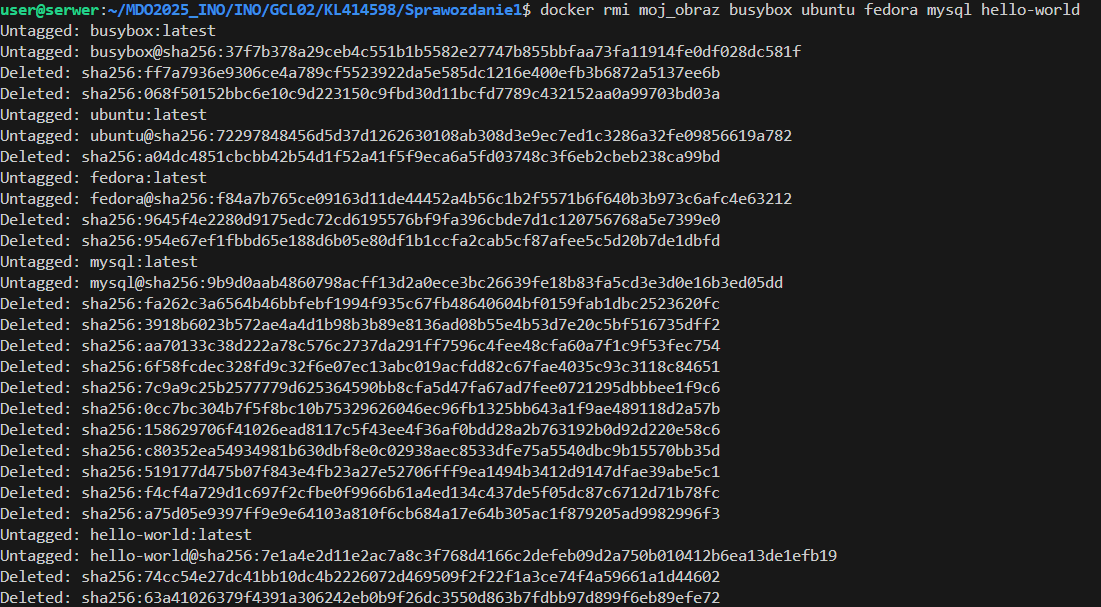 user@serwer:~/MDO2025_INO/INO/GCL02/KL414598/Sprawozdanie1$ docker rmi moj_obraz busybox ubuntu fedora mysql hello-world
Untagged: busybox:latest
Untagged: busybox@sha256:37f7b378a29ceb4c551b1b5582e27747b855bbfaa73fa11914fe0df028dc581f
Deleted: sha256:ff7a7936e9306ce4a789cf5523922da5e585dc1216e400efb3b6872a5137ee6b
Deleted: sha256:068f50152bbc6e10c9d223150c9fbd30d11bcfd7789c432152aa0a99703bd03a
Untagged: ubuntu:latest
Untagged: ubuntu@sha256:72297848456d5d37d1262630108ab308d3e9ec7ed1c3286a32fe09856619a782
Deleted: sha256:a04dc4851cbcbb42b54d1f52a41f5f9eca6a5fd03748c3f6eb2cbeb238ca99bd
Untagged: fedora:latest
Untagged: fedora@sha256:f84a7b765ce09163d11de44452a4b56c1b2f5571b6f640b3b973c6afc4e63212
Deleted: sha256:9645f4e2280d9175edc72cd6195576bf9fa396cbde7d1c120756768a5e7399e0
Deleted: sha256:954e67ef1fbbd65e188d6b05e80df1b1ccfa2cab5cf87afee5c5d20b7de1dbfd
Untagged: mysql:latest
Untagged: mysql@sha256:9b9d0aab4860798acff13d2a0ece3bc26639fe18b83fa5cd3e3d0e16b3ed05dd
Deleted: sha256:fa262c3a6564b46bbfebf1994f935c67fb48640604bf0159fab1dbc2523620fc
Deleted: sha256:3918b6023b572ae4a4d1b98b3b89e8136ad08b55e4b53d7e20c5bf516735dff2
Deleted: sha256:aa70133c38d222a78c576c2737da291ff7596c4fee48cfa60a7f1c9f53fec754
Deleted: sha256:6f58fcdec328fd9c32f6e07ec13abc019acfdd82c67fae4035c93c3118c84651
Deleted: sha256:7c9a9c25b2577779d625364590bb8cfa5d47fa67ad7fee0721295dbbbee1f9c6
Deleted: sha256:0cc7bc304b7f5f8bc10b75329626046ec96fb1325bb643a1f9ae489118d2a57b
Deleted: sha256:158629706f41026ead8117c5f43ee4f36af0bdd28a2b763192b0d92d220e58c6
Deleted: sha256:c80352ea54934981b630dbf8e0c02938aec8533dfe75a5540dbc9b15570bb35d
Deleted: sha256:519177d475b07f843e4fb23a27e52706fff9ea1494b3412d9147dfae39abe5c1
Deleted: sha256:f4cf4a729d1c697f2cfbe0f9966b61a4ed134c437de5f05dc87c6712d71b78fc
Deleted: sha256:a75d05e9397ff9e9e64103a810f6cb684a17e64b305ac1f879205ad9982996f3
Untagged: hello-world:latest
Untagged: hello-world@sha256:7e1a4e2d11e2ac7a8c3f768d4166c2defeb09d2a750b010412b6ea13de1efb19
Deleted: sha256:74cc54e27dc41bb10dc4b2226072d469509f2f22f1a3ce74f4a59661a1d44602
Deleted: sha256:63a41026379f4391a306242eb0b9f26dc3550d863b7fdbb97d899f6eb89efe72